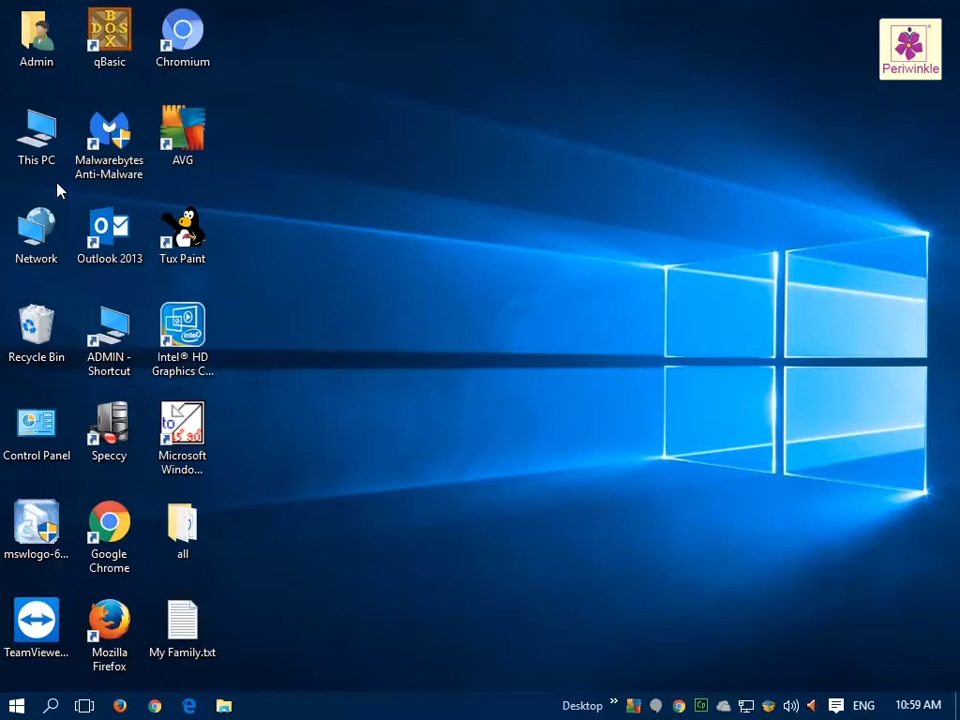 Admin
qBasic
Chromium
Periwinkle
This PC
Malwarebytes
Anti-Malware
AVG
Network
Outlook 2013
Tux Paint
Recycle Bin
ADMIN -
Shortcut
Intel® HD
Graphics C...
Control Panel
Speccy
Microsoft
Windo...
mswlogo-6...
Google
Chrome
all
TeamViewe...
Mozilla
Firefox
My Family.txt
Desktop
ENG
10:59 AM